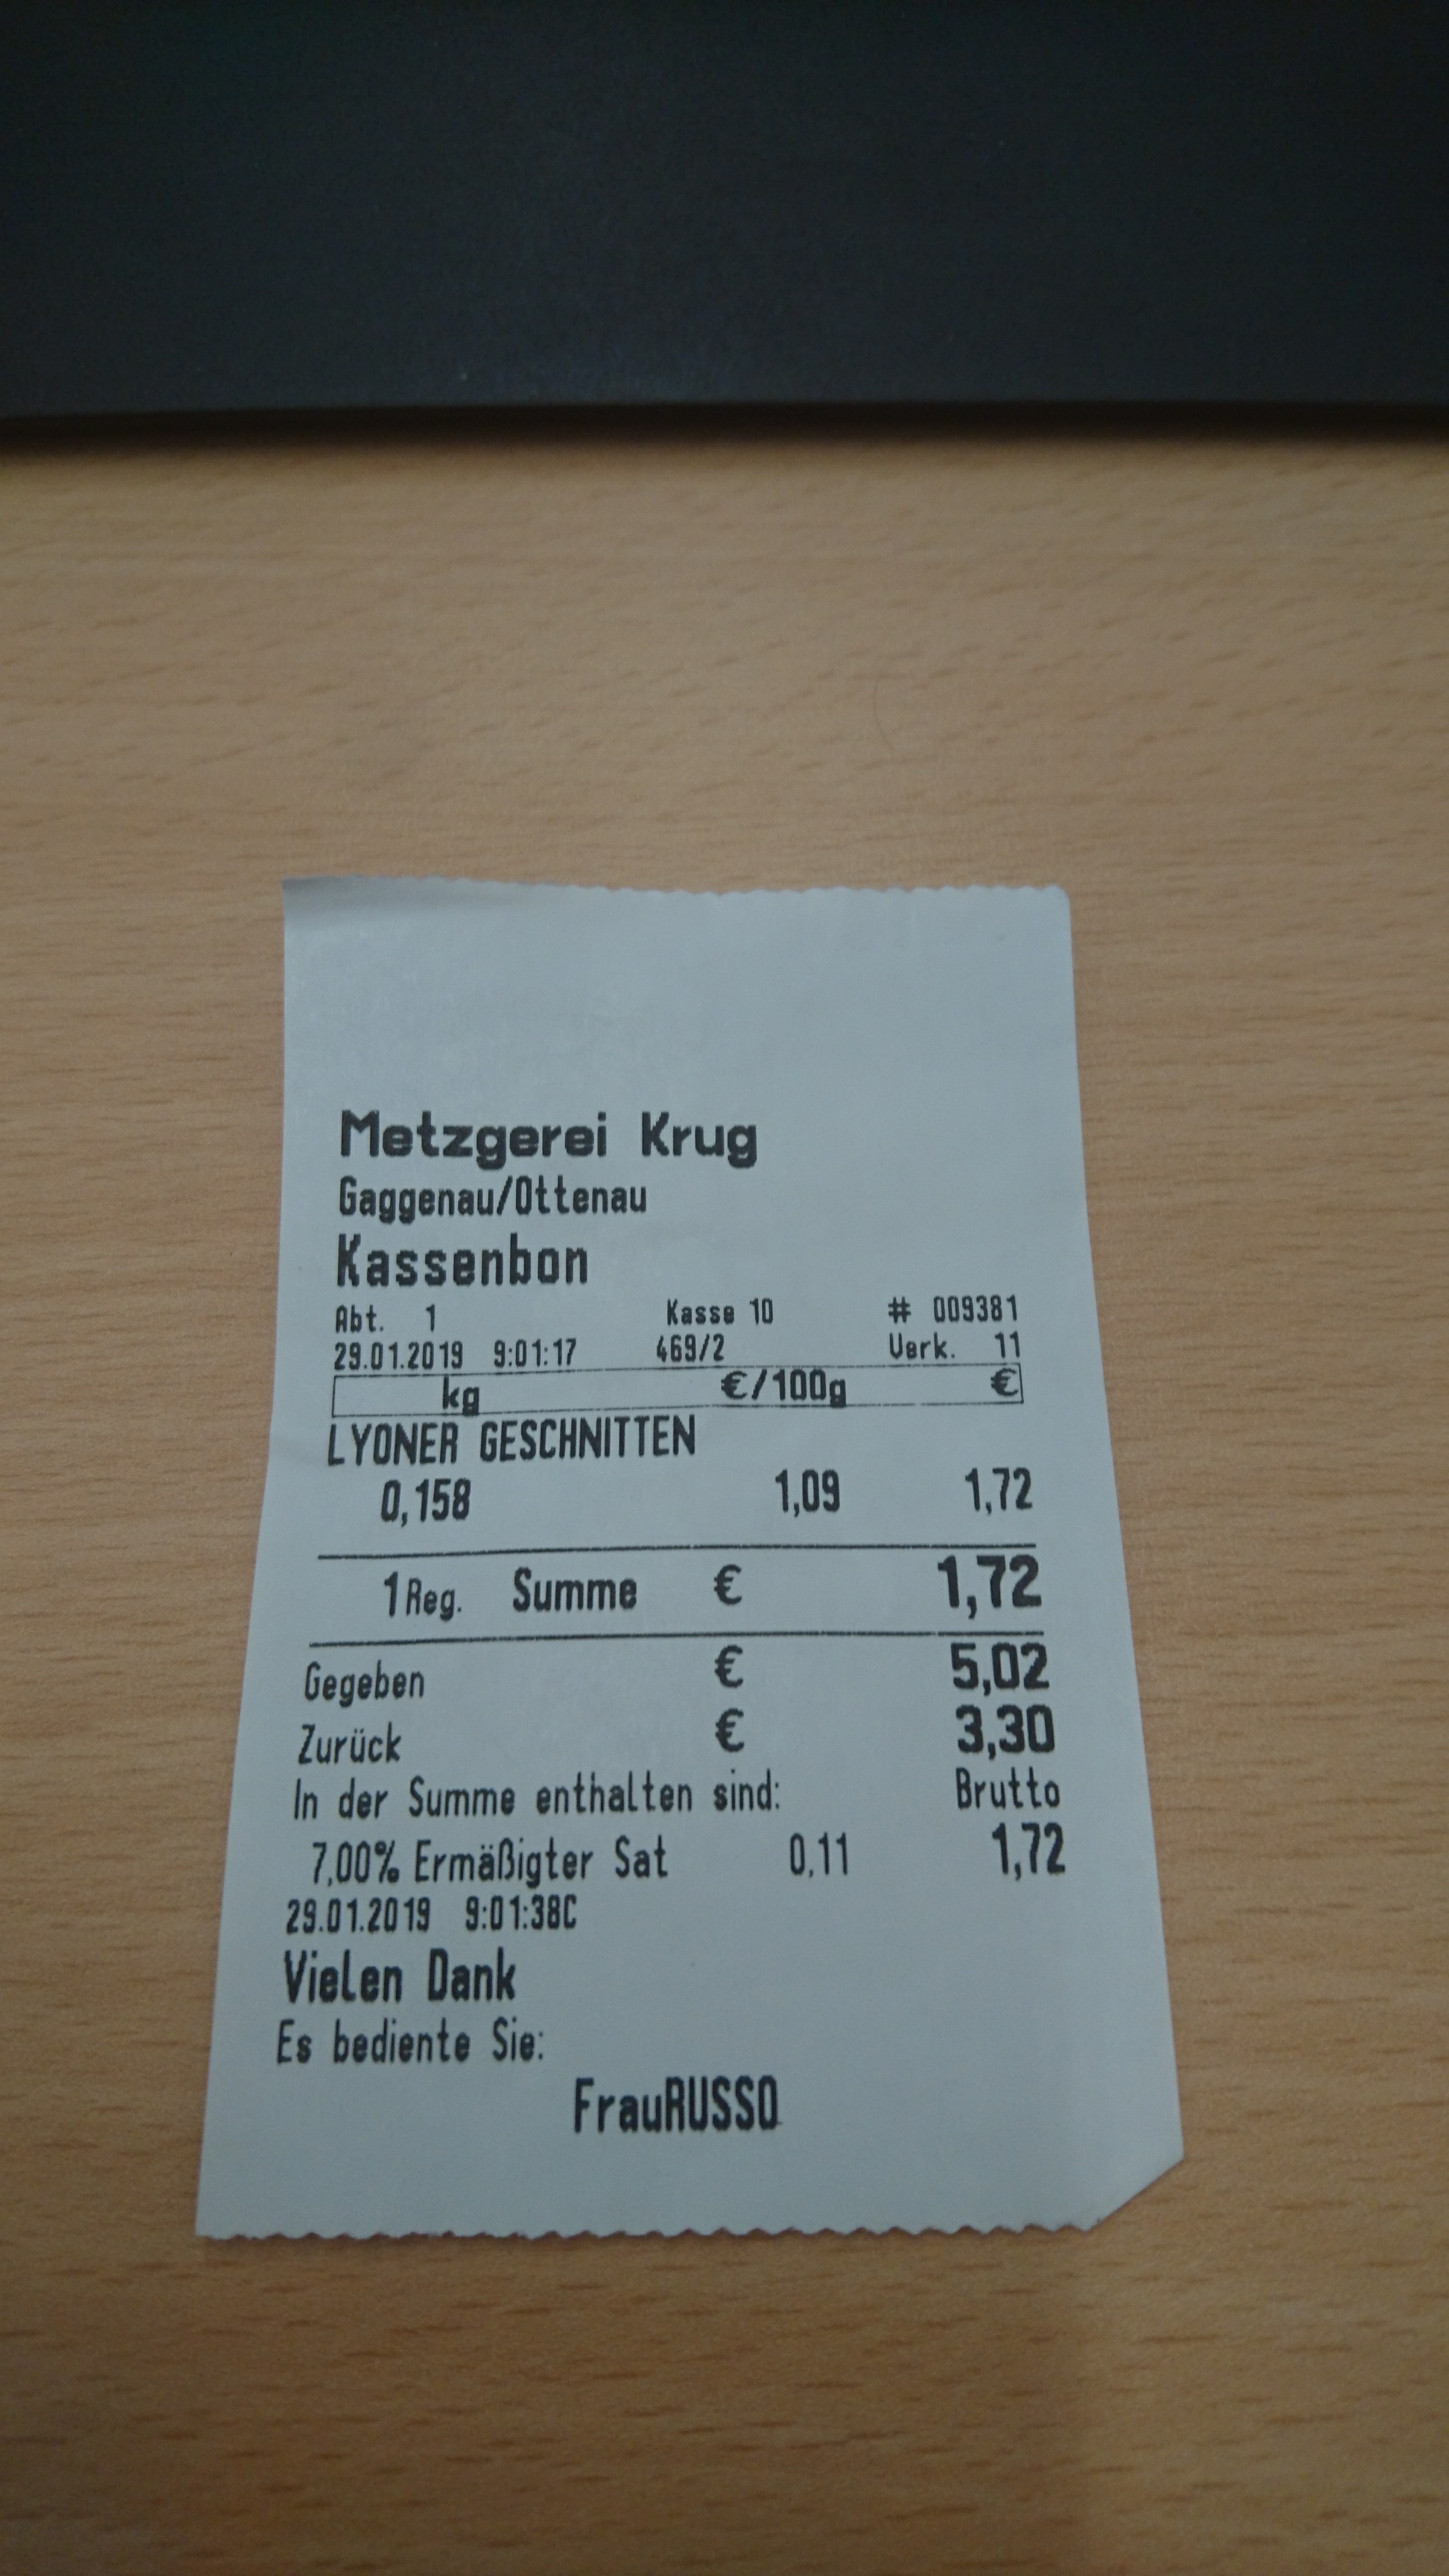 Metzgerei Krug
Gaggenau/Ottenau
Kassenbon
Abt. 1 Kasse 10 # 009381
29.01.2019 9:01:17 469/2 Verk. 11
kg €/100g €
LYONER GESCHNITTEN
0,158 1,09 1,72
1 Reg. Summe € 1,72
Gegeben € 5,02
Zurück € 3,30
In der Summe enthalten sind: Brutto
7,00% Ermäßigter Sat 0,11 1,72
29.01.2019 9:01:38C
Vielen Dank
Es bediente Sie:
FrauRUSSO